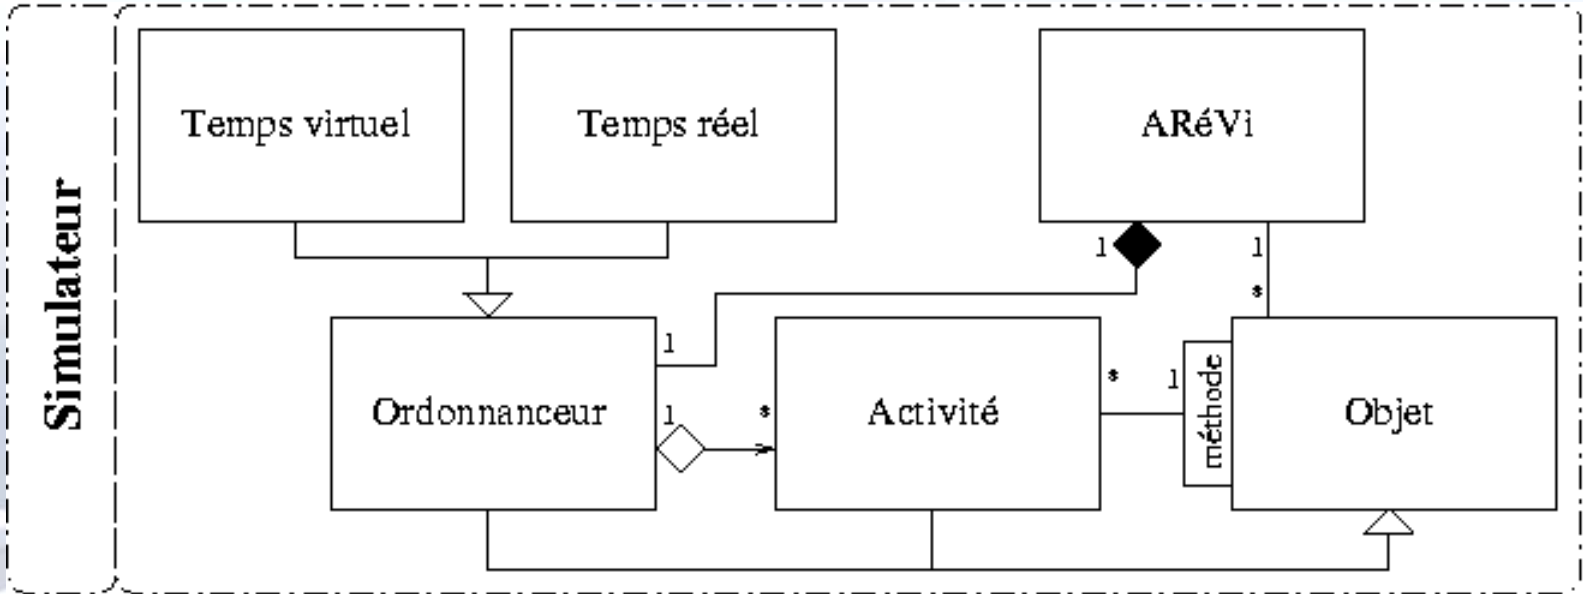 Simulateur
Temps virtuel
Temps réel
ARéVi
1
1
*
1
Ordonnanceur
1
*
Activité
*
1
méthode
Objet